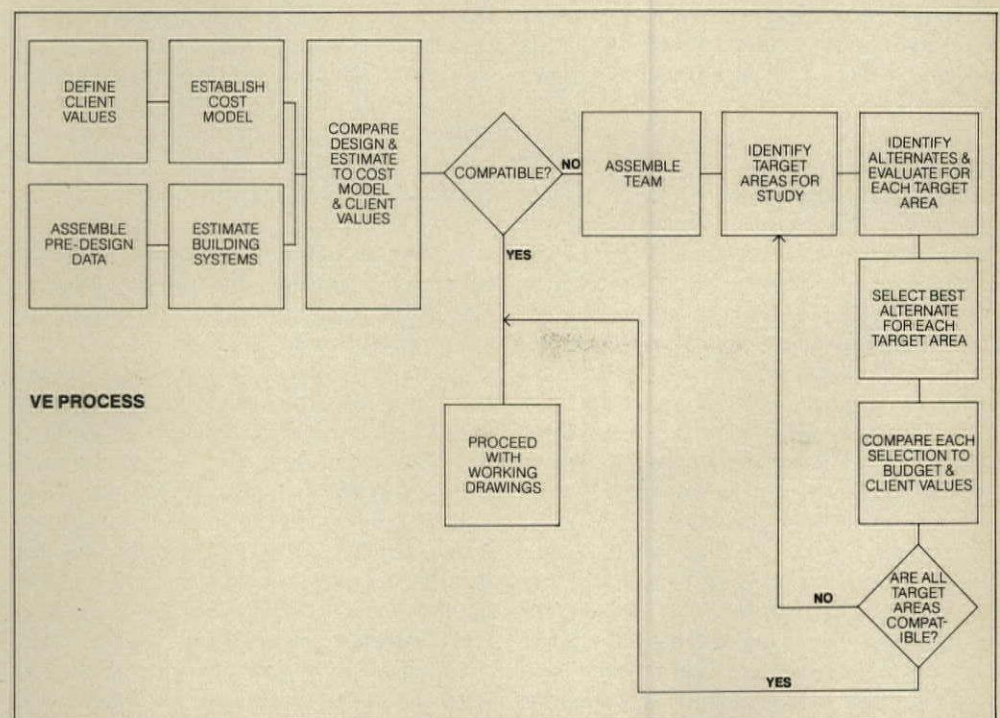 DEFINE
CLIENT
VALUES
ESTABLISH
COST
MODEL
ASSEMBLE
PRE-DESIGN
DATA
ESTIMATE
BUILDING
SYSTEMS
COMPARE
DESIGN &
ESTIMATE
TO COST
MODEL
& CLIENT
VALUES
COMPATIBLE?
NO
YES
ASSEMBLE
TEAM
IDENTIFY
TARGET
AREAS FOR
STUDY
IDENTIFY
ALTERNATES &
EVALUATE FOR
EACH TARGET
AREA
SELECT BEST
ALTERNATE
FOR EACH
TARGET AREA
COMPARE EACH
SELECTION TO
BUDGET &
CLIENT VALUES
ARE ALL
TARGET
AREAS
COMPAT-
IBLE?
NO
YES
PROCEED
WITH
WORKING
DRAWINGS
VE PROCESS